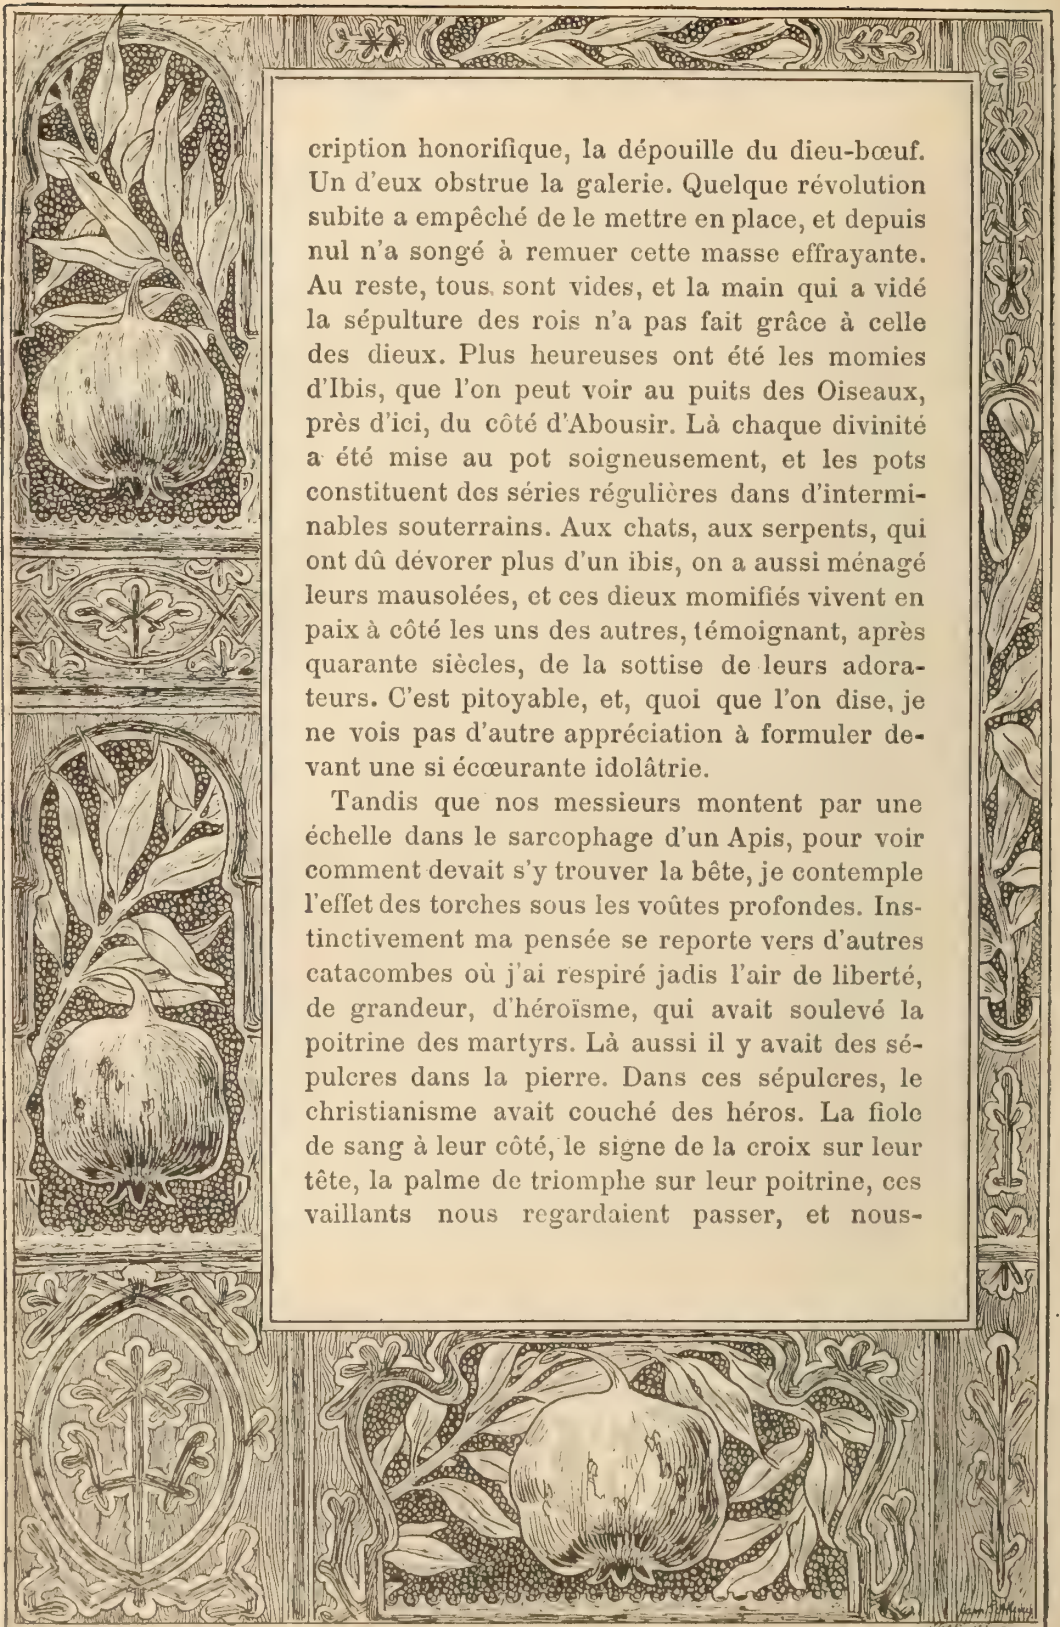 cription honorifique, la dépouille du dieu-bœuf.
Un d'eux obstrue la galerie. Quelque révolution
subite a empêché de le mettre en place, et depuis
nul n'a songé à remuer cette masse effrayante.
Au reste, tous sont vides, et la main qui a vidé
la sépulture des rois n'a pas fait grâce à celle
des dieux. Plus heureuses ont été les momies
d'Ibis, que l'on peut voir au puits des Oiseaux,
près d'ici, du côté d'Abousir. Là chaque divinité
a été mise au pot soigneusement, et les pots
constituent des séries régulières dans d'intermi-
nables souterrains. Aux chats, aux serpents, qui
ont dû dévorer plus d'un ibis, on a aussi ménagé
leurs mausolées, et ces dieux momifiés vivent en
paix à côté les uns des autres, témoignant, après
quarante siècles, de la sottise de leurs adora-
teurs. C'est pitoyable, et, quoi que l'on dise, je
ne vois pas d'autre appréciation à formuler de-
vant une si écœurante idolâtrie.
Tandis que nos messieurs montent par une
échelle dans le sarcophage d'un Apis, pour voir
comment devait s'y trouver la bête, je contemple
l'effet des torches sous les voûtes profondes. Ins-
tinctivement ma pensée se reporte vers d'autres
catacombes où j'ai respiré jadis l'air de liberté,
de grandeur, d'héroïsme, qui avait soulevé la
poitrine des martyrs. Là aussi il y avait des sé-
pulcres dans la pierre. Dans ces sépulcres, le
christianisme avait couché des héros. La fiole
de sang à leur côté, le signe de la croix sur leur
tête, la palme de triomphe sur leur poitrine, ces
vaillants nous regardaient passer, et nous-